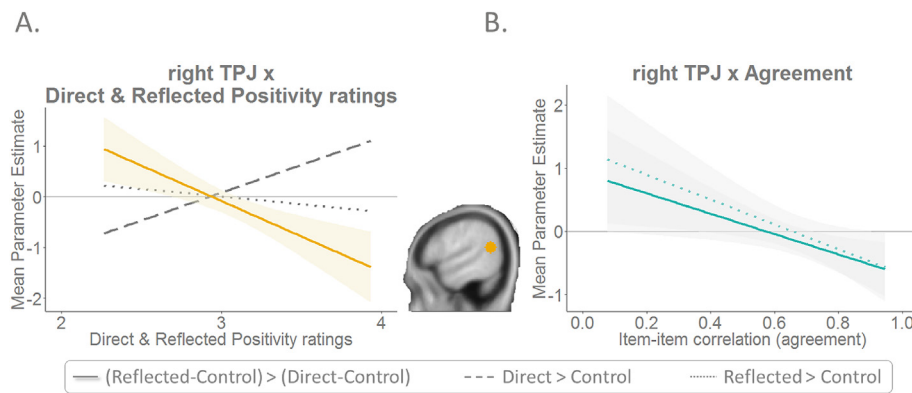 A.
right TPJ x
Direct & Reflected Positivity ratings
Mean Parameter Estimate
1
0
-1
-2
2
3
4
Direct & Reflected Positivity ratings
B.
right TPJ x Agreement
Mean Parameter Estimate
2
1
0
-1
0.0
0.2
0.4
0.6
0.8
1.0
Item-item correlation (agreement)
(Reflected-Control) > (Direct-Control)
Direct > Control
Reflected > Control